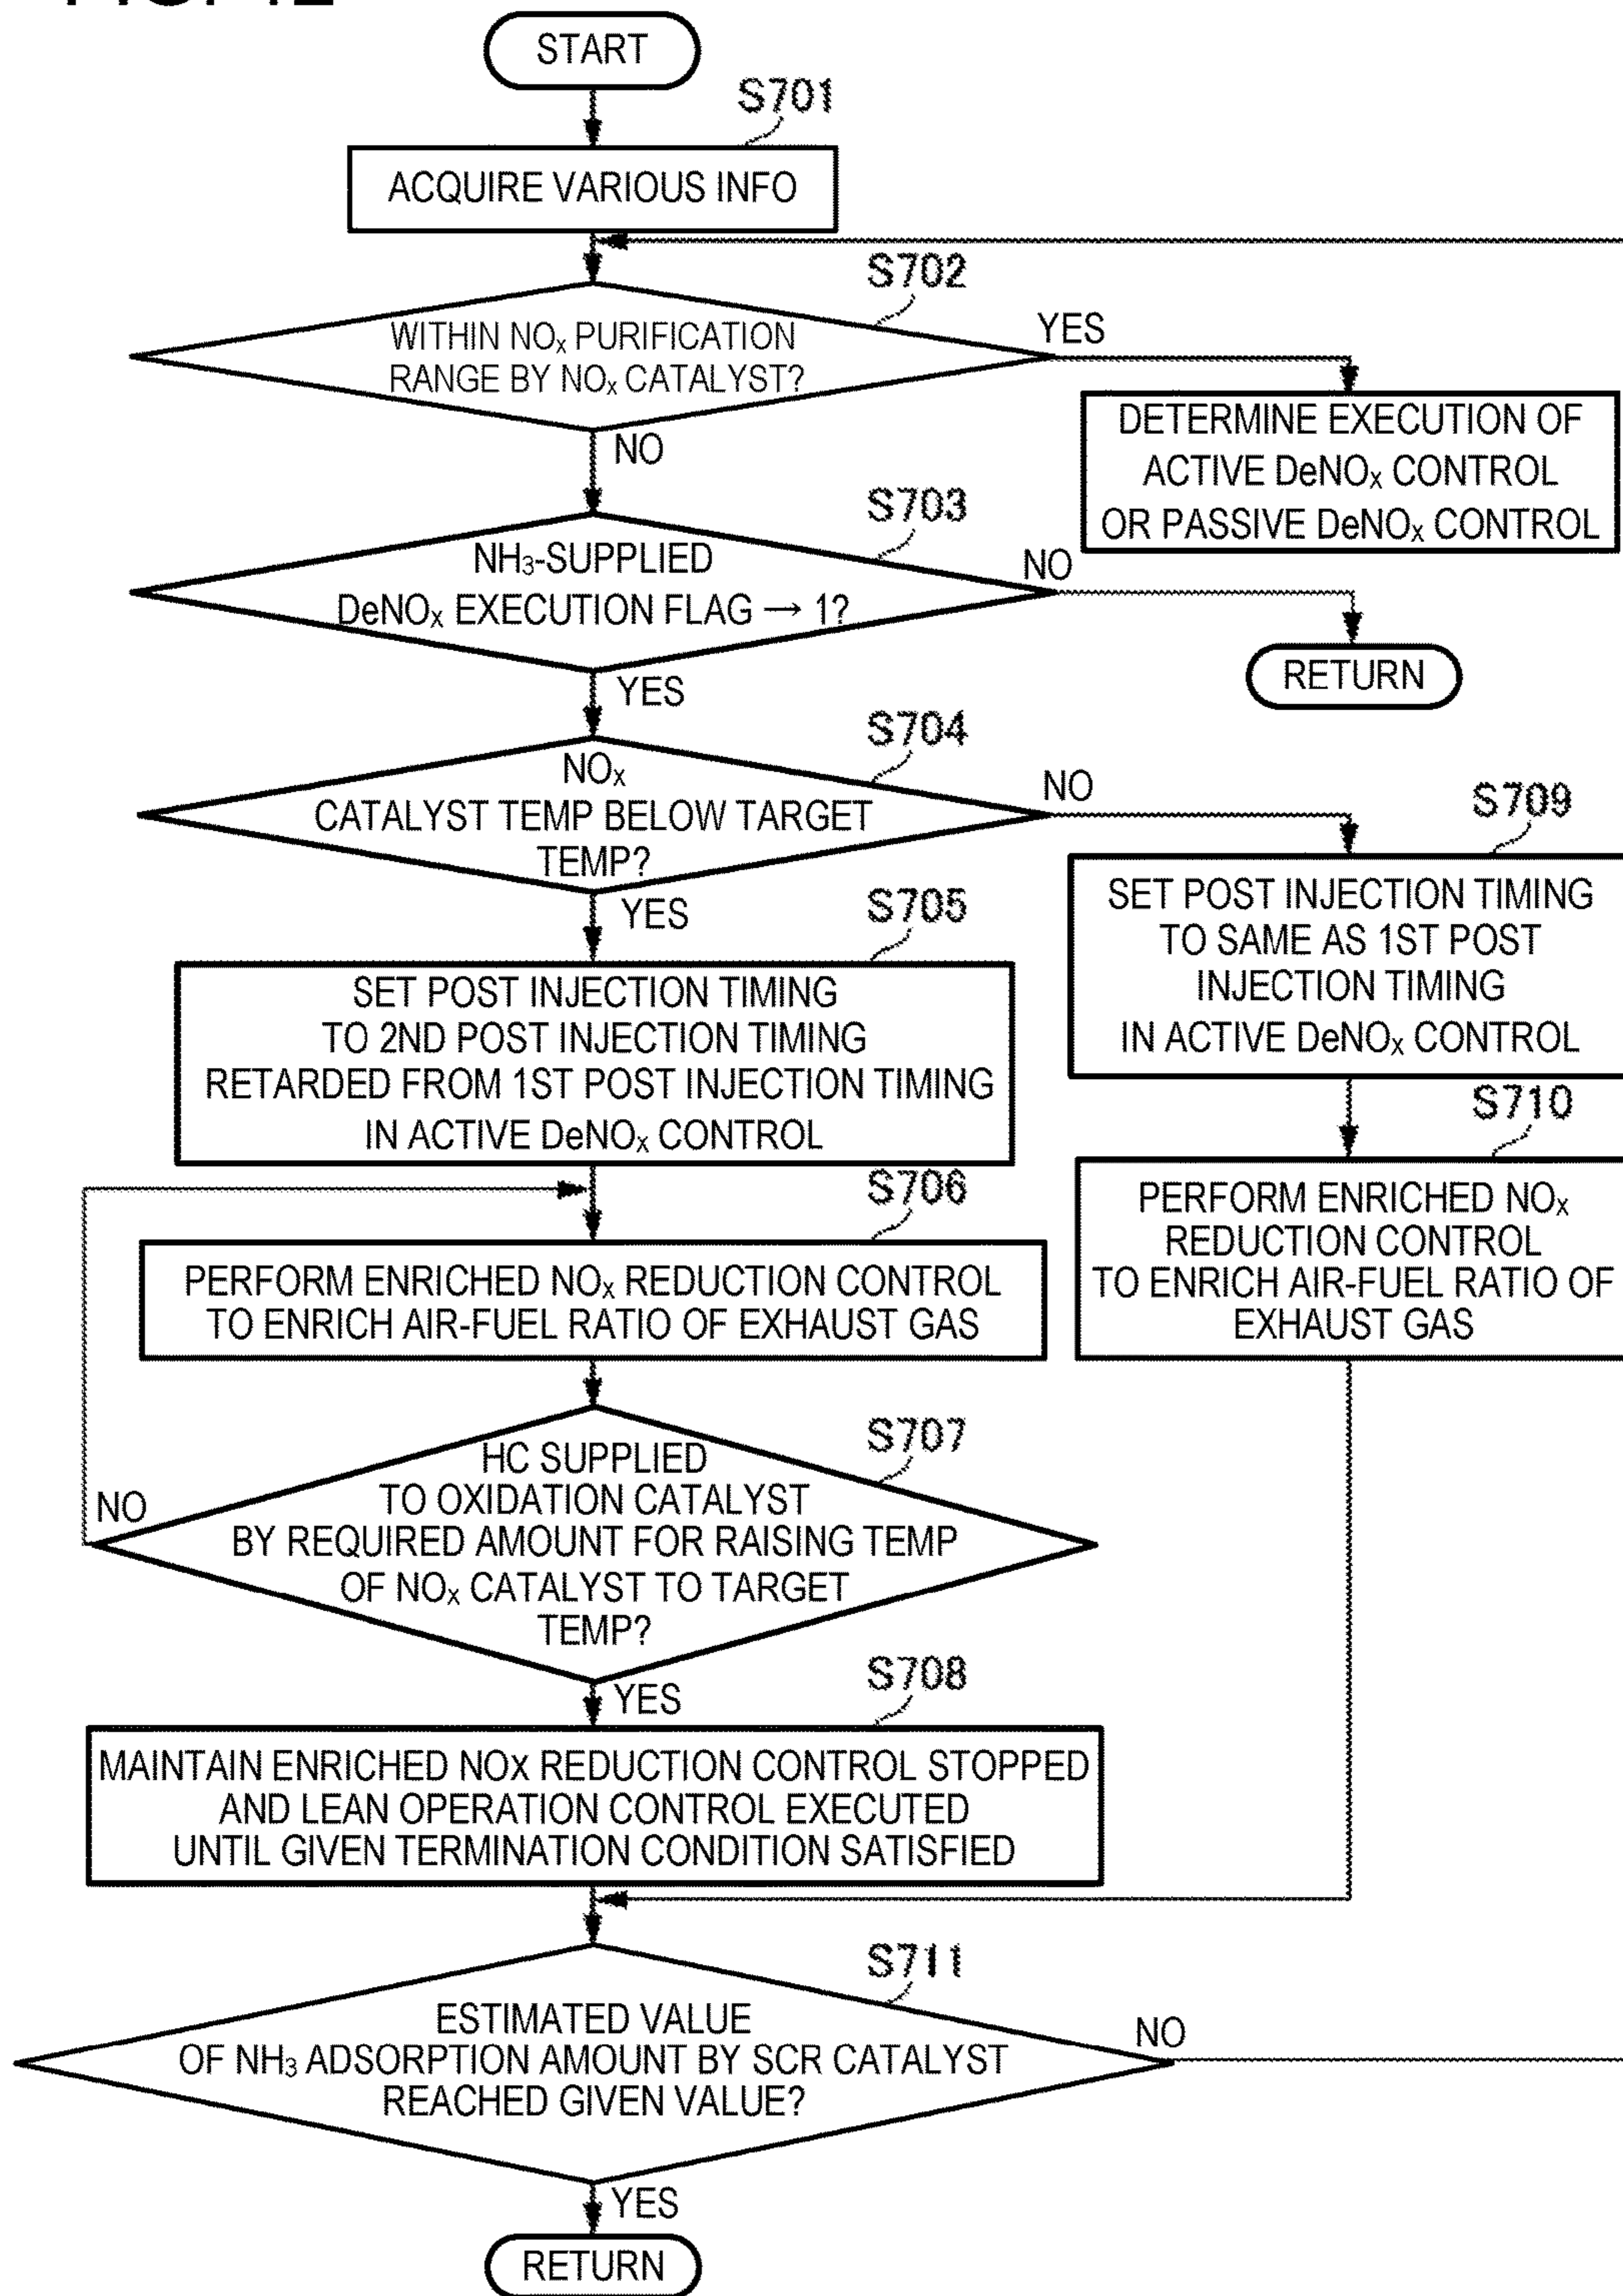 START
S701
ACQUIRE VARIOUS INFO
S702
WITHIN NOx PURIFICATION
RANGE BY NOx CATALYST?
YES
NO
DETERMINE EXECUTION OF
ACTIVE DeNOx CONTROL
OR PASSIVE DeNOx CONTROL
S703
NH3-SUPPLIED
DeNOx EXECUTION FLAG → 1?
NO
YES
RETURN
S704
NOx
CATALYST TEMP BELOW TARGET
TEMP?
NO
YES
S705
SET POST INJECTION TIMING
TO 2ND POST INJECTION TIMING
RETARDED FROM 1ST POST INJECTION TIMING
IN ACTIVE DeNOx CONTROL
S709
SET POST INJECTION TIMING
TO SAME AS 1ST POST
INJECTION TIMING
IN ACTIVE DeNOx CONTROL
S706
PERFORM ENRICHED NOx REDUCTION CONTROL
TO ENRICH AIR-FUEL RATIO OF EXHAUST GAS
S710
PERFORM ENRICHED NOx
REDUCTION CONTROL
TO ENRICH AIR-FUEL RATIO OF
EXHAUST GAS
S707
HC SUPPLIED
TO OXIDATION CATALYST
BY REQUIRED AMOUNT FOR RAISING TEMP
OF NOx CATALYST TO TARGET
TEMP?
NO
YES
S708
MAINTAIN ENRICHED NOx REDUCTION CONTROL STOPPED
AND LEAN OPERATION CONTROL EXECUTED
UNTIL GIVEN TERMINATION CONDITION SATISFIED
S711
ESTIMATED VALUE
OF NH3 ADSORPTION AMOUNT BY SCR CATALYST
REACHED GIVEN VALUE?
NO
YES
RETURN